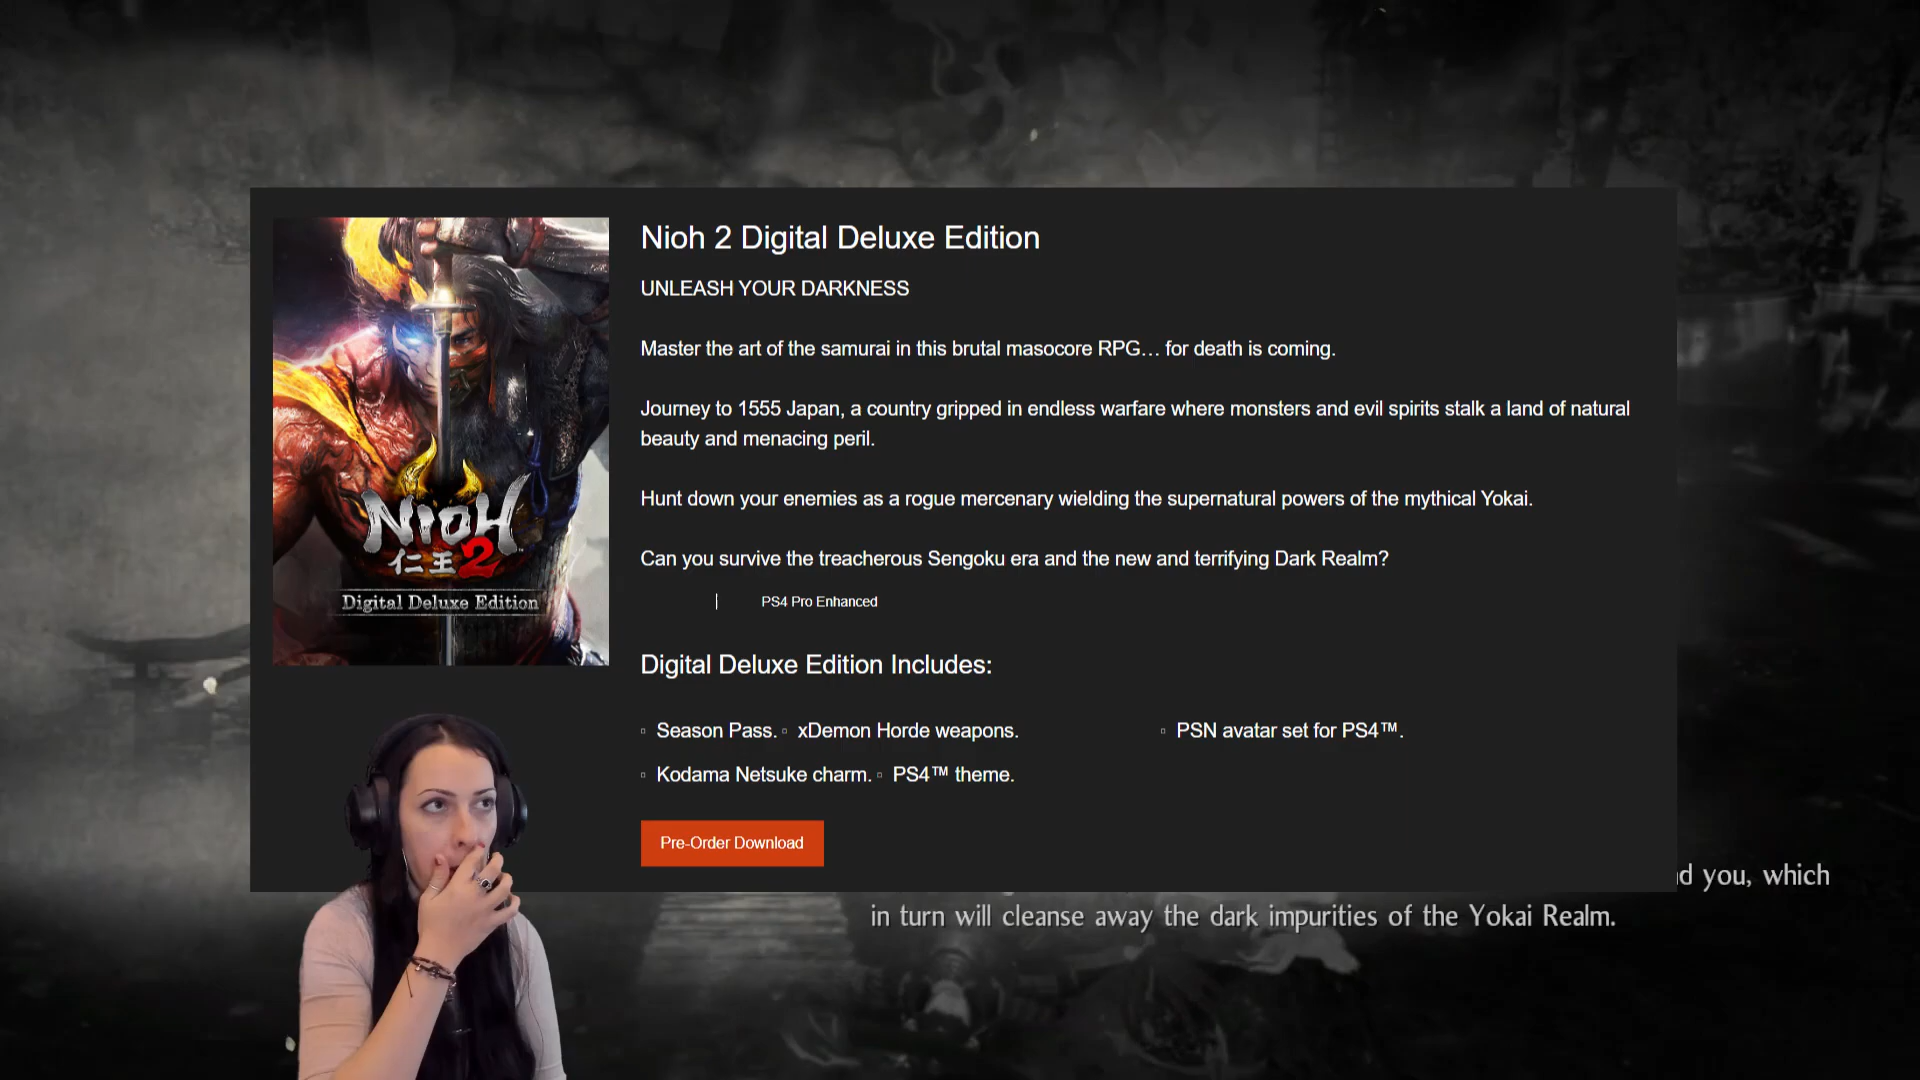 Nioh 2 Digital Deluxe Edition
UNLEASH YOUR DARKNESS
Master the art of the samurai in this brutal masocore RPG… for death is coming.
Journey to 1555 Japan, a country gripped in endless warfare where monsters and evil spirits stalk a land of natural
beauty and menacing peril.
Hunt down your enemies as a rogue mercenary wielding the supernatural powers of the mythical Yokai.
Can you survive the treacherous Sengoku era and the new and terrifying Dark Realm?
| PS4 Pro Enhanced
NIOH
仁王2
Digital Deluxe Edition
Digital Deluxe Edition Includes:
▫ Season Pass. ▫ xDemon Horde weapons. ▫ PSN avatar set for PS4™.
▫ Kodama Netsuke charm. ▫ PS4™ theme.
Pre-Order Download
you, which
in turn will cleanse away the dark impurities of the Yokai Realm.